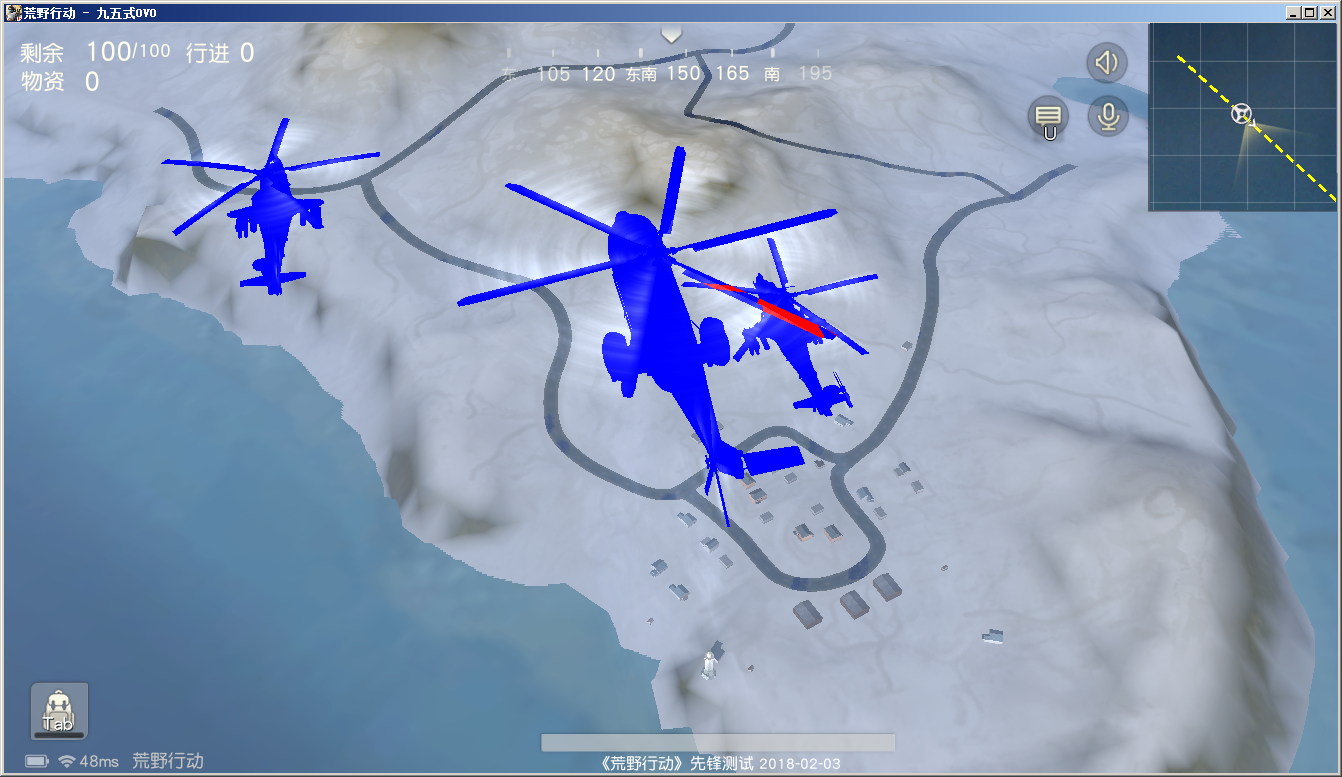 荒野行动 - 九五式OVO
剩余 100/100 行进 0
物资 0
东 105 120 东南 150 165 南 195
U
Tab
48ms 荒野行动
《荒野行动》先锋测试 2018-02-03